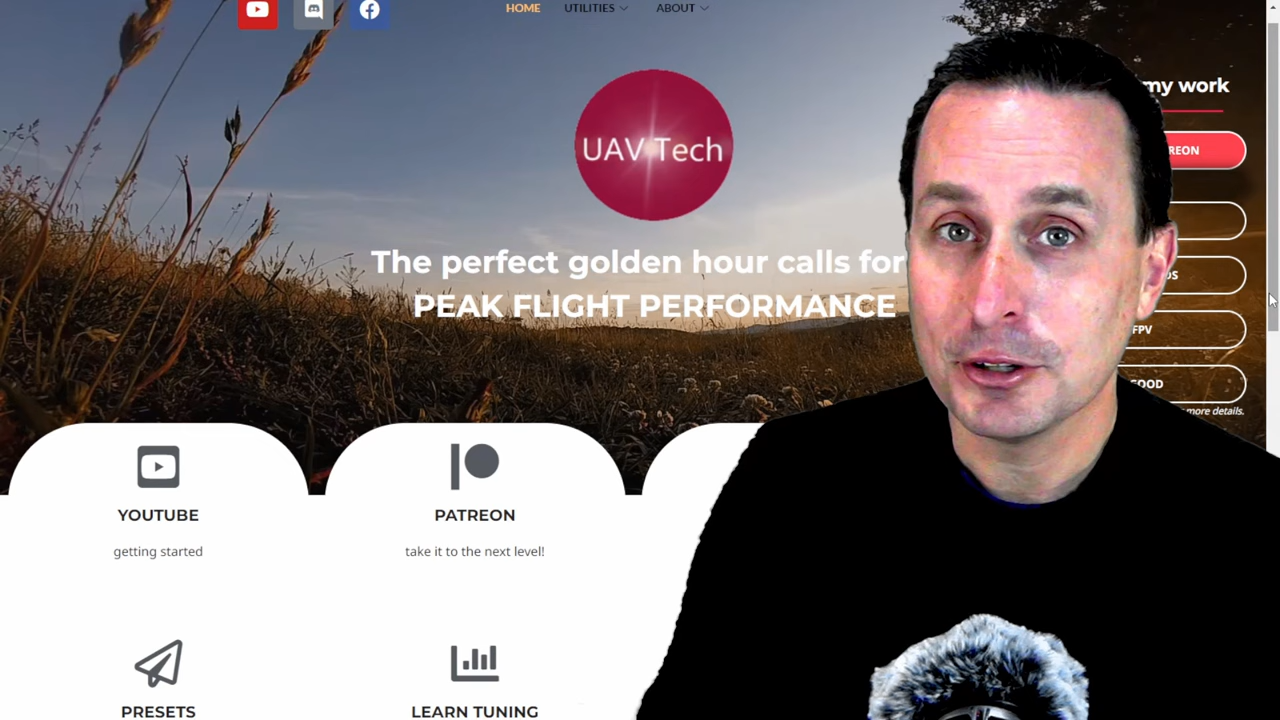 HOME UTILITIES ABOUT
my work
UAV Tech
The perfect golden hour calls for
PEAK FLIGHT PERFORMANCE
FPV
more details.
YOUTUBE
PATREON
getting started
take it to the next level!
PRESETS
LEARN TUNING